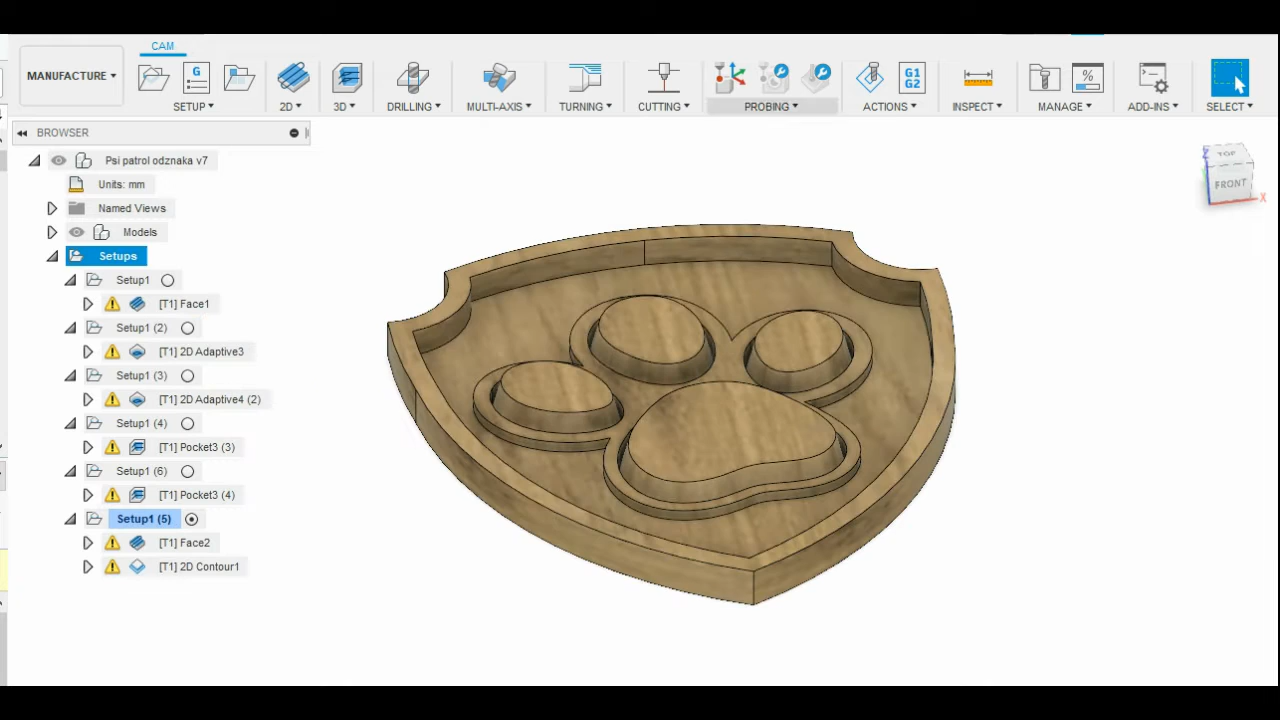 CAM
MANUFACTURE
G
G1
G2
%
SETUP
2D
3D
DRILLING
MULTI-AXIS
TURNING
CUTTING
PROBING
ACTIONS
INSPECT
MANAGE
ADD-INS
SELECT
BROWSER
Psi patrol odznaka v7
Units: mm
Named Views
Models
Setups
Setup1
[T1] Face1
Setup1 (2)
[T1] 2D Adaptive3
Setup1 (3)
[T1] 2D Adaptive4 (2)
Setup1 (4)
[T1] Pocket3 (3)
Setup1 (6)
[T1] Pocket3 (4)
Setup1 (5)
[T1] Face2
[T1] 2D Contour1
Z
TOP
FRONT
X